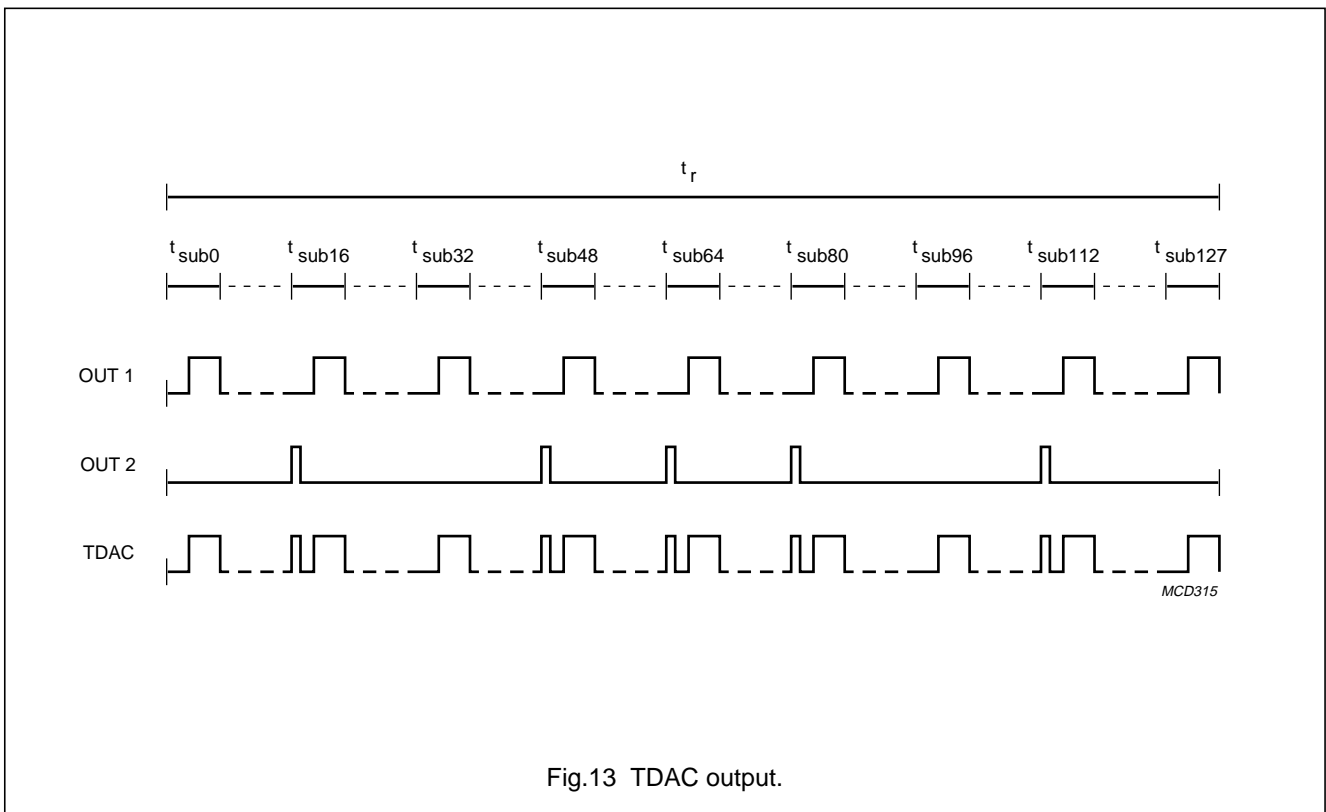 t r
t sub0 t sub16 t sub32 t sub48 t sub64 t sub80 t sub96 t sub112 t sub127
OUT 1
OUT 2
TDAC
MCD315
Fig.13 TDAC output.